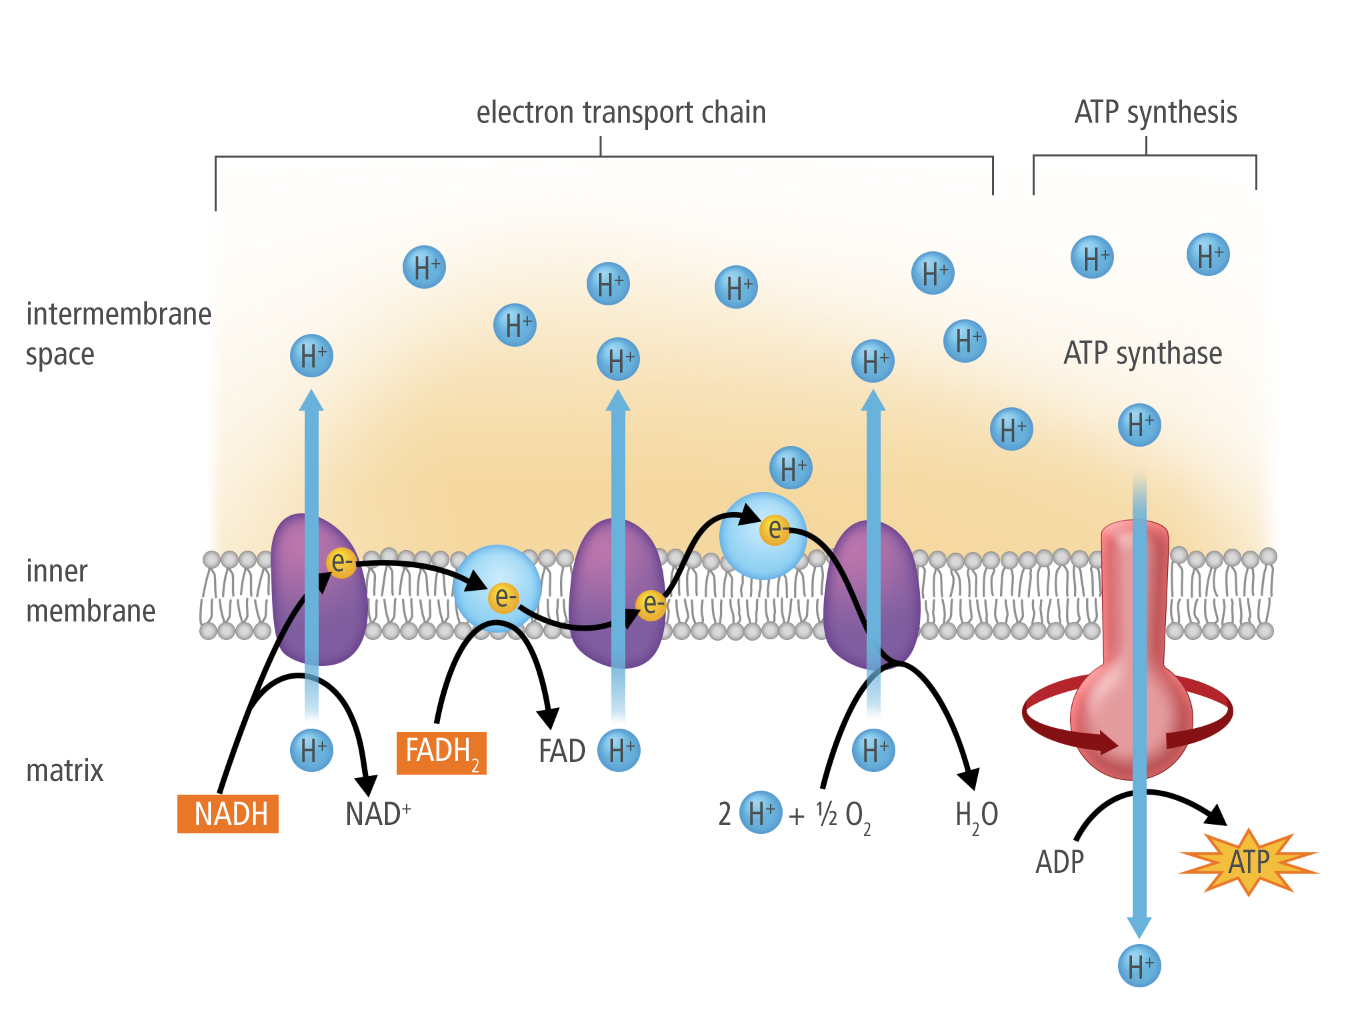 electron transport chain
ATP synthesis
H⁺ H⁺ H⁺ H⁺ H⁺ H⁺
H⁺ H⁺
intermembrane
space
H⁺ H⁺ H⁺
ATP synthase
H⁺ H⁺
H⁺
inner
membrane
e- e- e- e-
matrix
H⁺ H⁺ H⁺
FADH₂ FAD
NADH NAD⁺
2 H⁺ + ½ O₂ H₂O
ADP ATP
H⁺